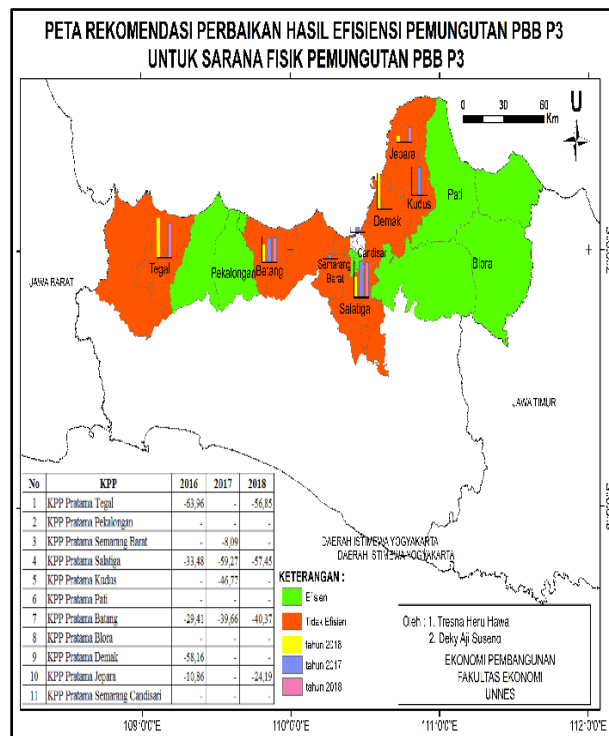 PETA REKOMENDASI PERBAIKAN HASIL EFISIENSI PEMUNGUTAN PBB P3
UNTUK SARANA FISIK PEMUNGUTAN PBB P3
60
Km
U
Jepara
Pati
Kudus
Demak
Candisari
Blora
Tegal
Pekalongan
Batang
Semarang
Barat
Salatiga
JAWA BARAT
JAWA TIMUR
DAERAH ISTIMEWA YOGYAKARTA
DAERAH ISTIMEWA YOGYAKARTA
No KPP 2016 2017 2018
1 KPP Pratama Tegal -63,96 - -56,85
2 KPP Pratama Pekalongan - - -
3 KPP Pratama Semarang Barat - -8,09 -
4 KPP Pratama Salatiga -33,48 -59,27 -57,45
5 KPP Pratama Kudus - -46,77 -
6 KPP Pratama Pati - - -
7 KPP Pratama Batang -29,41 -39,66 -40,37
8 KPP Pratama Blora - - -
9 KPP Pratama Demak -58,16 - -
10 KPP Pratama Jepara -10,86 - -24,19
11 KPP Pratama Semarang Candisari - - -
KETERANGAN :
Efisien
Tidak Efisien
tahun 2016
tahun 2017
tahun 2018
Oleh : 1. Tresna Heru Hawa
2. Deky Aji Suseno
EKONOMI PEMBANGUNAN
FAKULTAS EKONOMI
UNNES
109°0'0"E 110°0'0"E 111°0'0"E 112°0'0"E